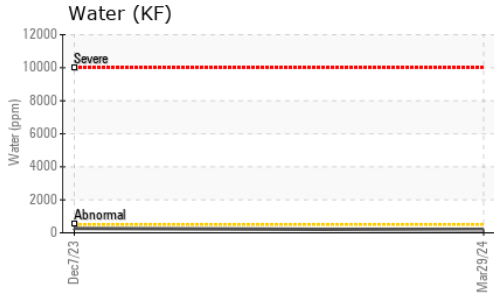 Water (KF)
12000
Severe
10000
8000
6000
4000
2000
Abnormal
0
Water (ppm)
Dec7/23
Mar29/24